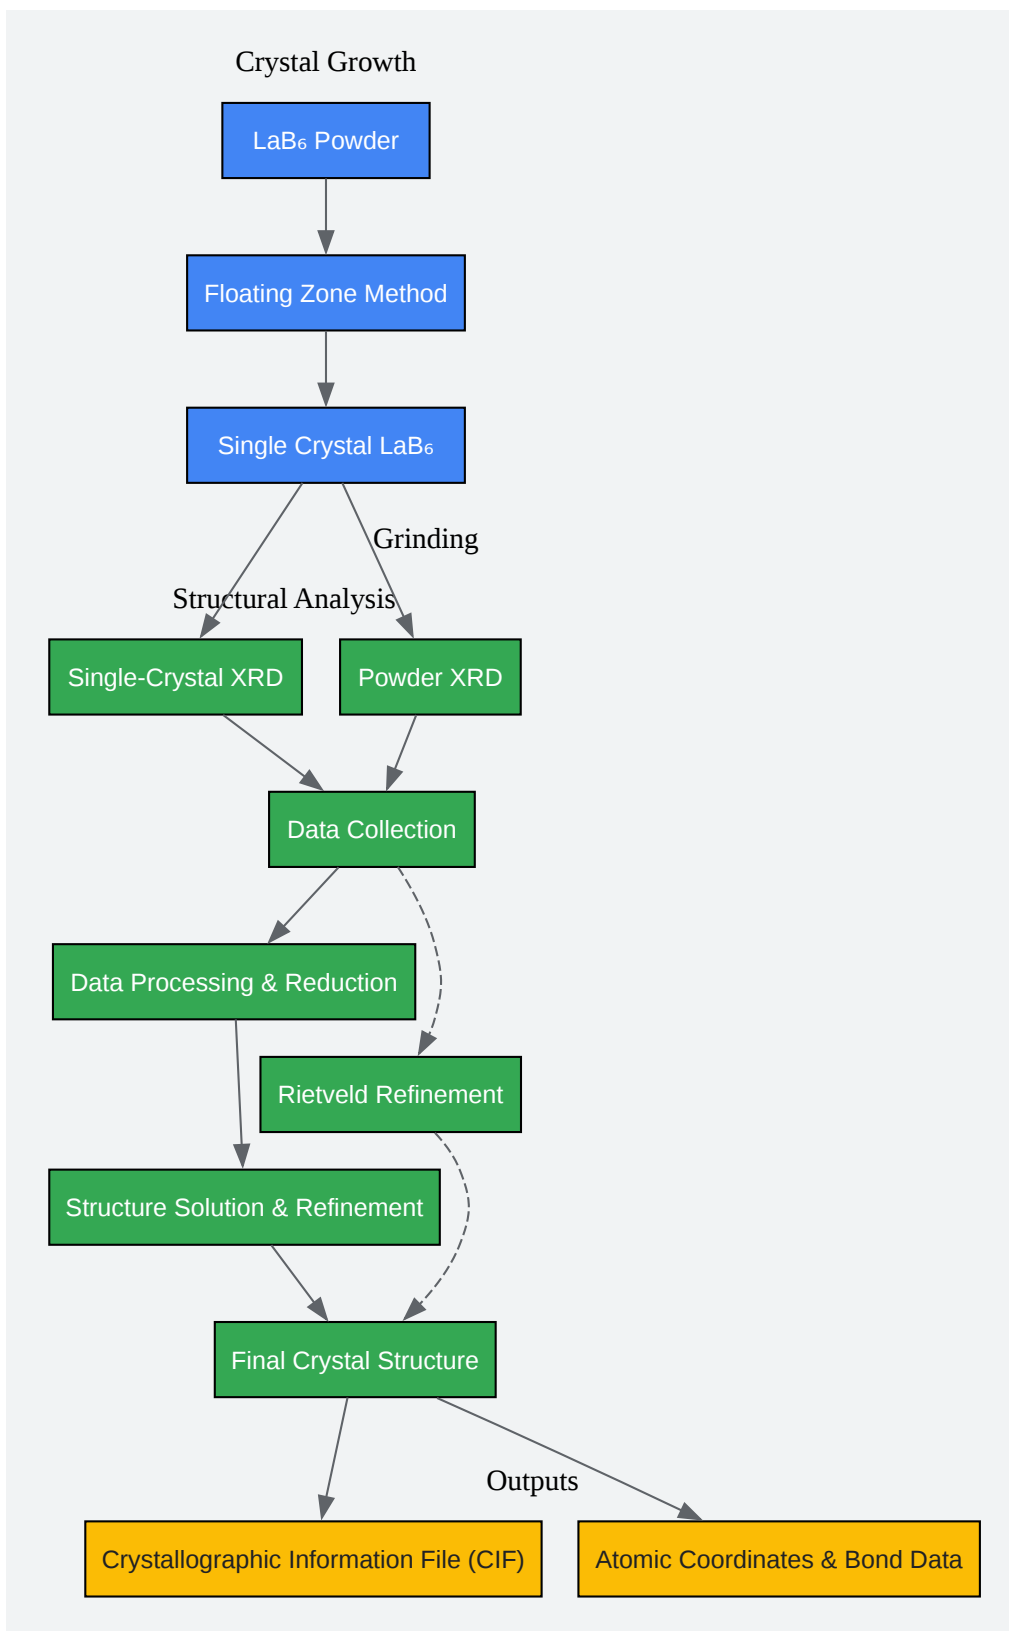 Crystal Growth
LaB₆ Powder
Floating Zone Method
Single Crystal LaB₆
Grinding
Structural Analysis
Single-Crystal XRD
Powder XRD
Data Collection
Data Processing & Reduction
Rietveld Refinement
Structure Solution & Refinement
Final Crystal Structure
Outputs
Crystallographic Information File (CIF)
Atomic Coordinates & Bond Data